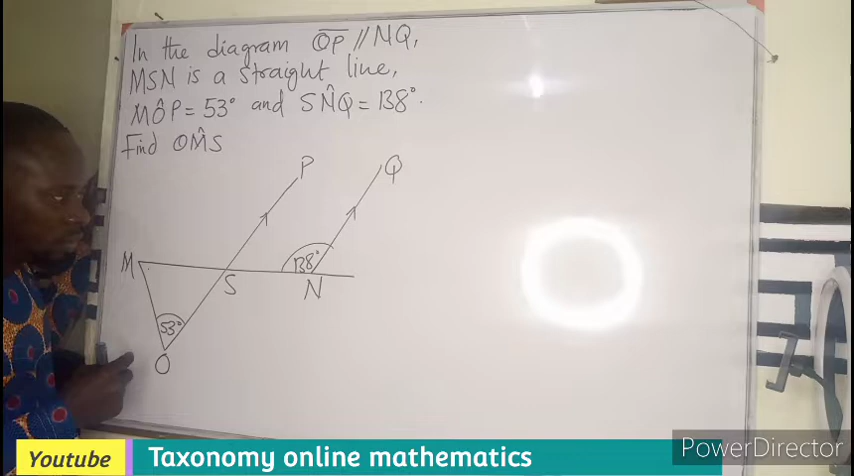 In the diagram OP // NQ,
MSN is a straight line,
MÔP = 53° and SN̂Q = 138°.
Find OM̂S
P
Q
M
138°
S
N
53°
O
Youtube
Taxonomy online mathematics
PowerDirector